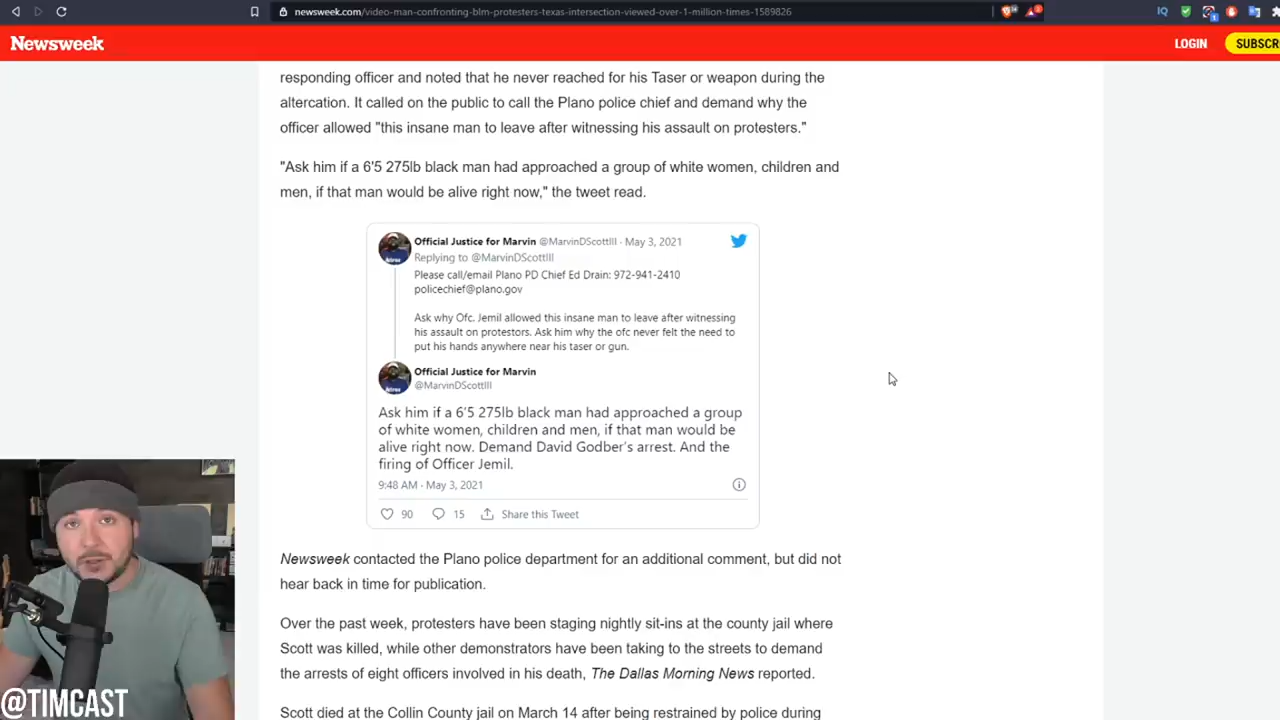 newsweek.com/video-man-confronting-blm-protesters-texas-intersection-viewed-over-1-million-times-1589826
Newsweek
LOGIN
SUBSCR
responding officer and noted that he never reached for his Taser or weapon during the
altercation. It called on the public to call the Plano police chief and demand why the
officer allowed "this insane man to leave after witnessing his assault on protesters."
"Ask him if a 6'5 275lb black man had approached a group of white women, children and
men, if that man would be alive right now," the tweet read.
Official Justice for Marvin @MarvinDScottIII · May 3, 2021
Replying to @MarvinDScottIII
Please call/email Plano PD Chief Ed Drain: 972-941-2410
policechief@plano.gov
Ask why Ofc. Jemil allowed this insane man to leave after witnessing
his assault on protestors. Ask him why the ofc never felt the need to
put his hands anywhere near his taser or gun.
Official Justice for Marvin
@MarvinDScottIII
Ask him if a 6'5 275lb black man had approached a group
of white women, children and men, if that man would be
alive right now. Demand David Godber's arrest. And the
firing of Officer Jemil.
9:48 AM · May 3, 2021
90 15 Share this Tweet
Newsweek contacted the Plano police department for an additional comment, but did not
hear back in time for publication.
Over the past week, protesters have been staging nightly sit-ins at the county jail where
Scott was killed, while other demonstrators have been taking to the streets to demand
the arrests of eight officers involved in his death, The Dallas Morning News reported.
Scott died at the Collin County jail on March 14 after being restrained by police during
@TIMCAST